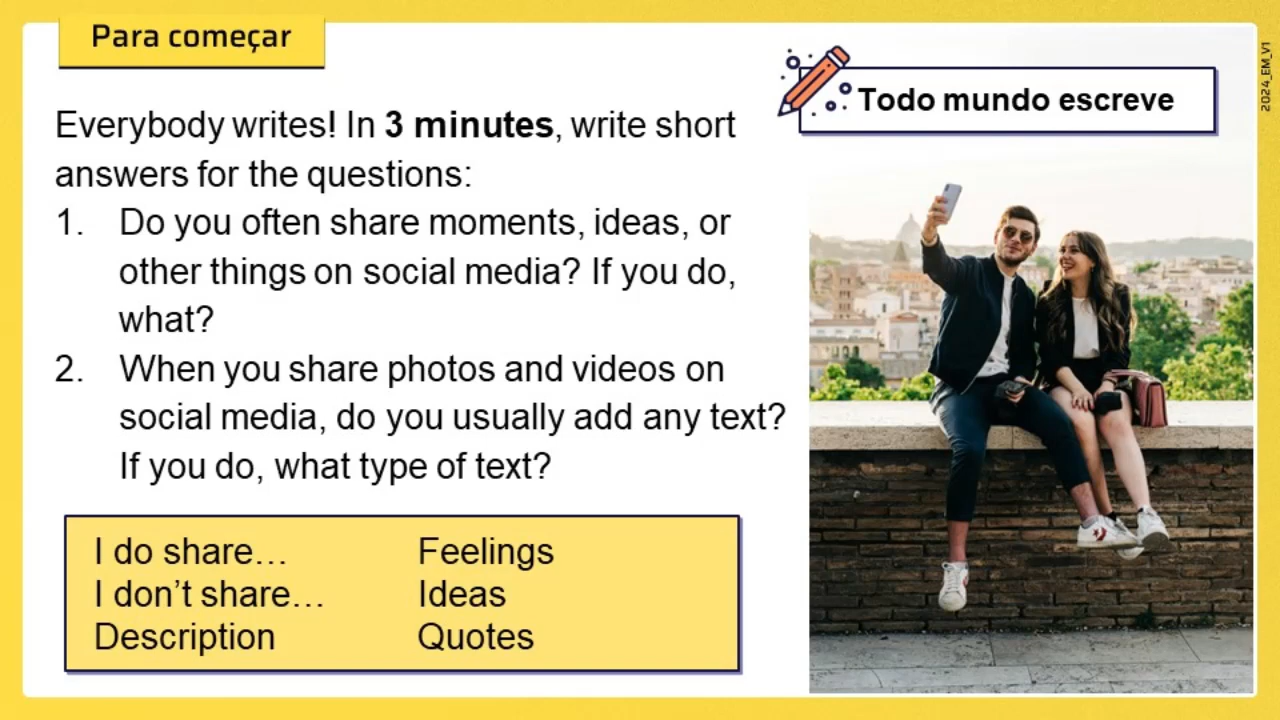 Para começar
Todo mundo escreve
2024_EM_V1
Everybody writes! In 3 minutes, write short
answers for the questions:
1. Do you often share moments, ideas, or
other things on social media? If you do,
what?
2. When you share photos and videos on
social media, do you usually add any text?
If you do, what type of text?
I do share… Feelings
I don’t share… Ideas
Description Quotes